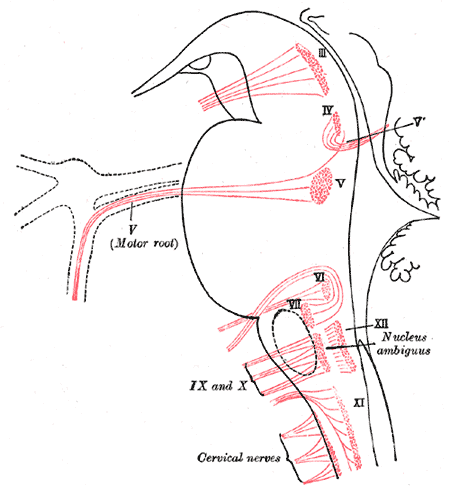 III
IV
V'
V
V
(Motor root)
VI
VII
XII
Nucleus
ambiguus
IX and X
XI
Cervical nerves